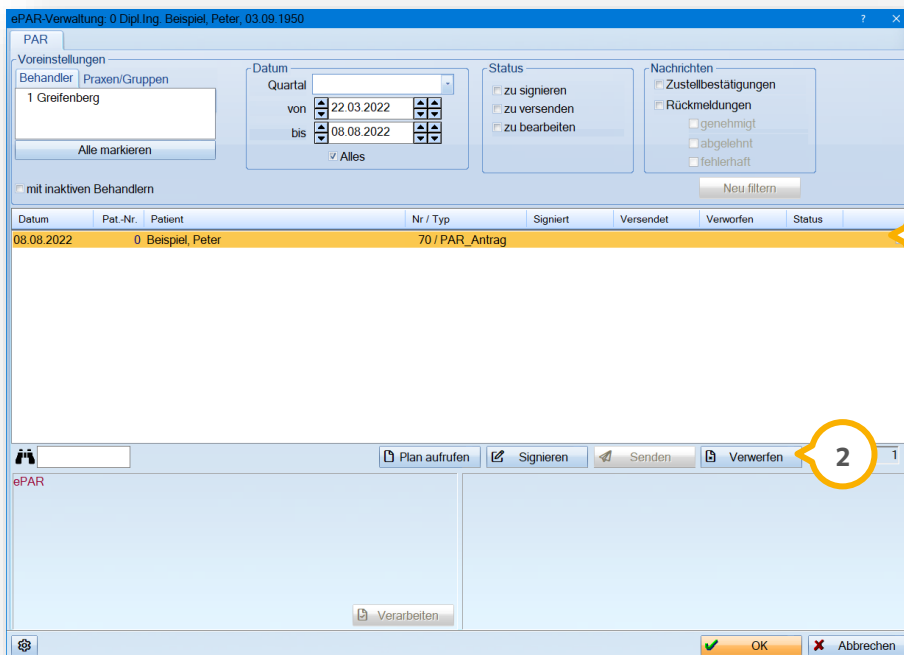 ePAR-Verwaltung: 0 Dipl.Ing. Beispiel, Peter, 03.09.1950 ? ×
PAR
Voreinstellungen
Behandler Praxen/Gruppen
1 Greifenberg
Alle markieren
mit inaktiven Behandlern
Datum
Quartal
von 22.03.2022
bis 08.08.2022
Alles
Status
zu signieren
zu versenden
zu bearbeiten
Nachrichten
Zustellbestätigungen
Rückmeldungen
genehmigt
abgelehnt
fehlerhaft
Neu filtern
Datum Pat.-Nr. Patient Nr / Typ Signiert Versendet Verworfen Status
08.08.2022 0 Beispiel, Peter 70 / PAR_Antrag
Plan aufrufen Signieren Senden Verwerfen 2 1
ePAR
Verarbeiten
OK Abbrechen